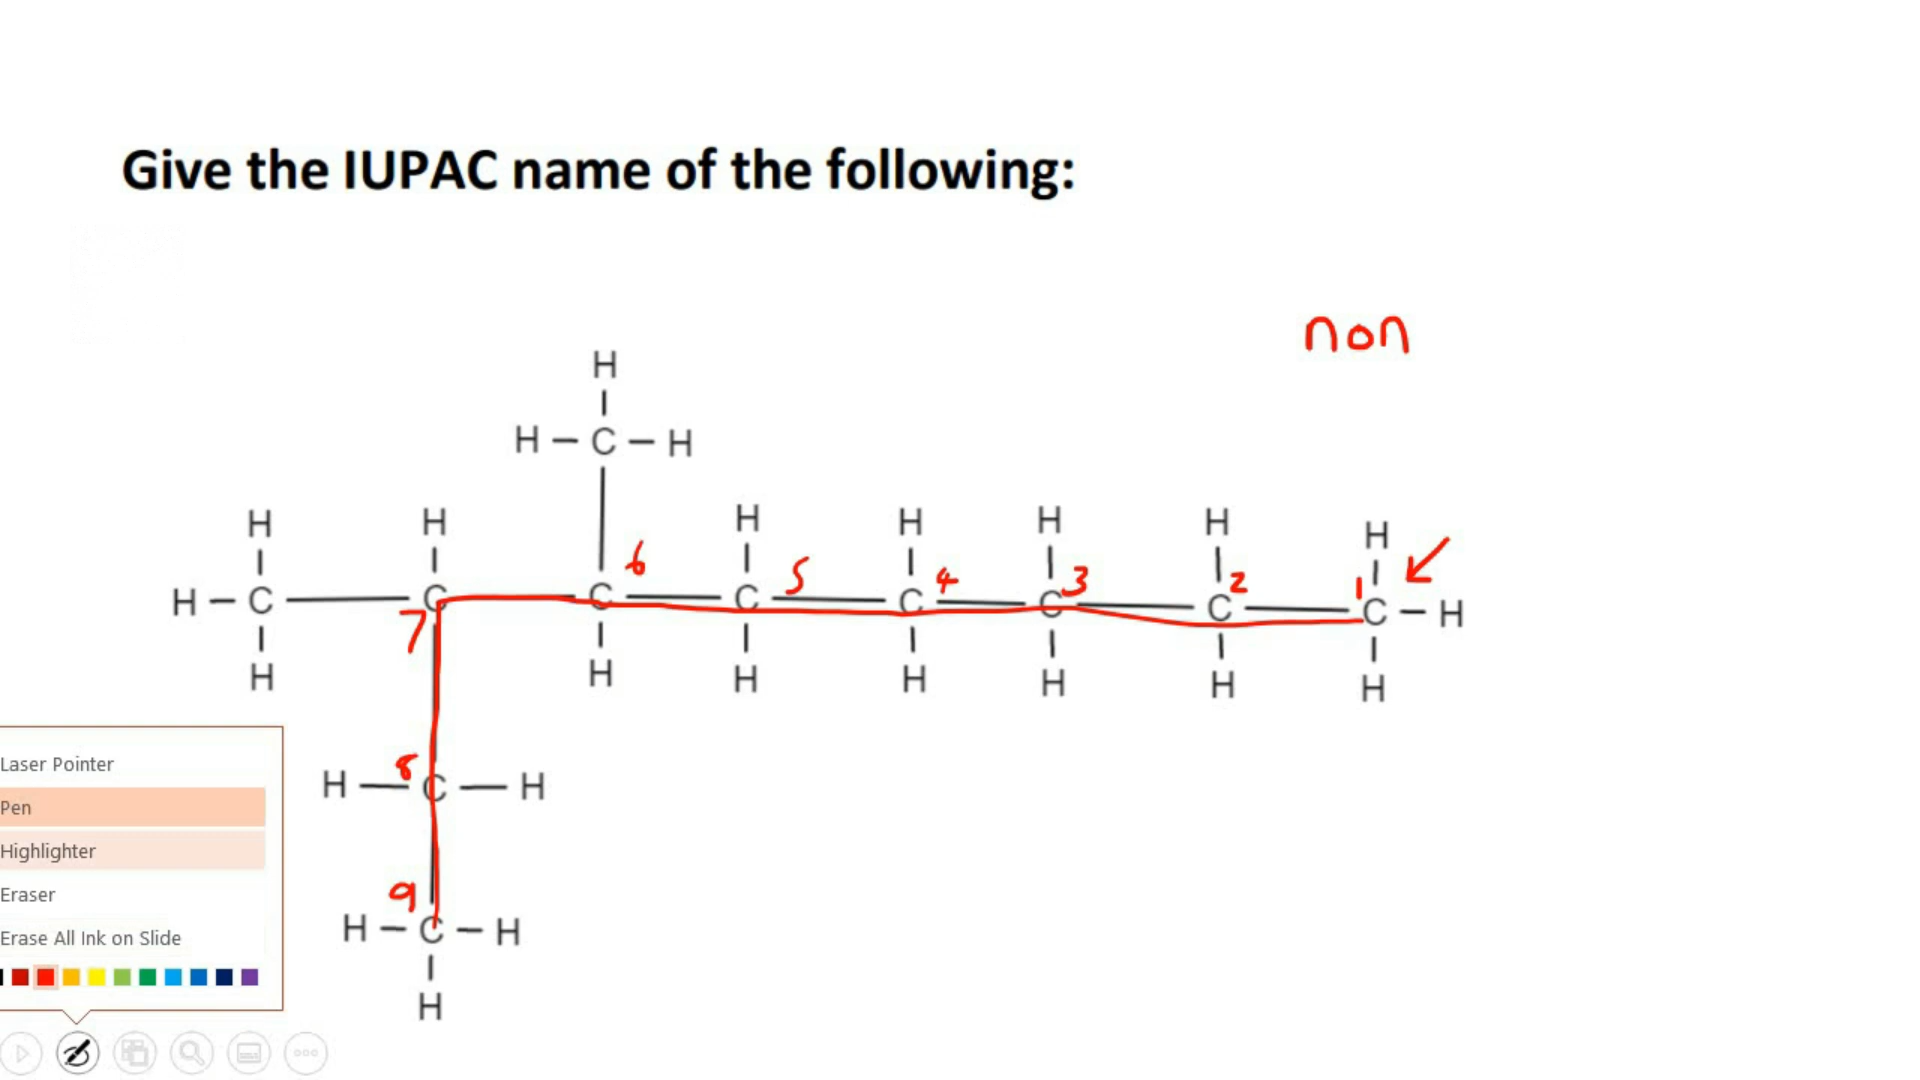 Give the IUPAC name of the following:
non
H
H – C – H
H H H H H H H
6 5 4 3 2 1
H – C C C C C C C C – H
7
H H H H H H H
Laser Pointer
8
H – C – H
Pen
Highlighter
Eraser
9
H – C – H
Erase All Ink on Slide
H